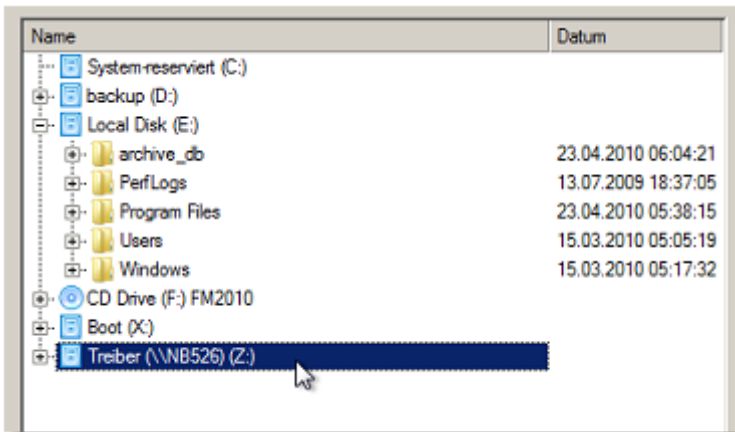 Name Datum
System-reserviert (C:)
backup (D:)
Local Disk (E:)
archive_db 23.04.2010 06:04:21
PerfLogs 13.07.2009 18:37:05
Program Files 23.04.2010 05:38:15
Users 15.03.2010 05:05:19
Windows 15.03.2010 05:17:32
CD Drive (F:) FM2010
Boot (X:)
Treiber (\\NB526) (Z:)